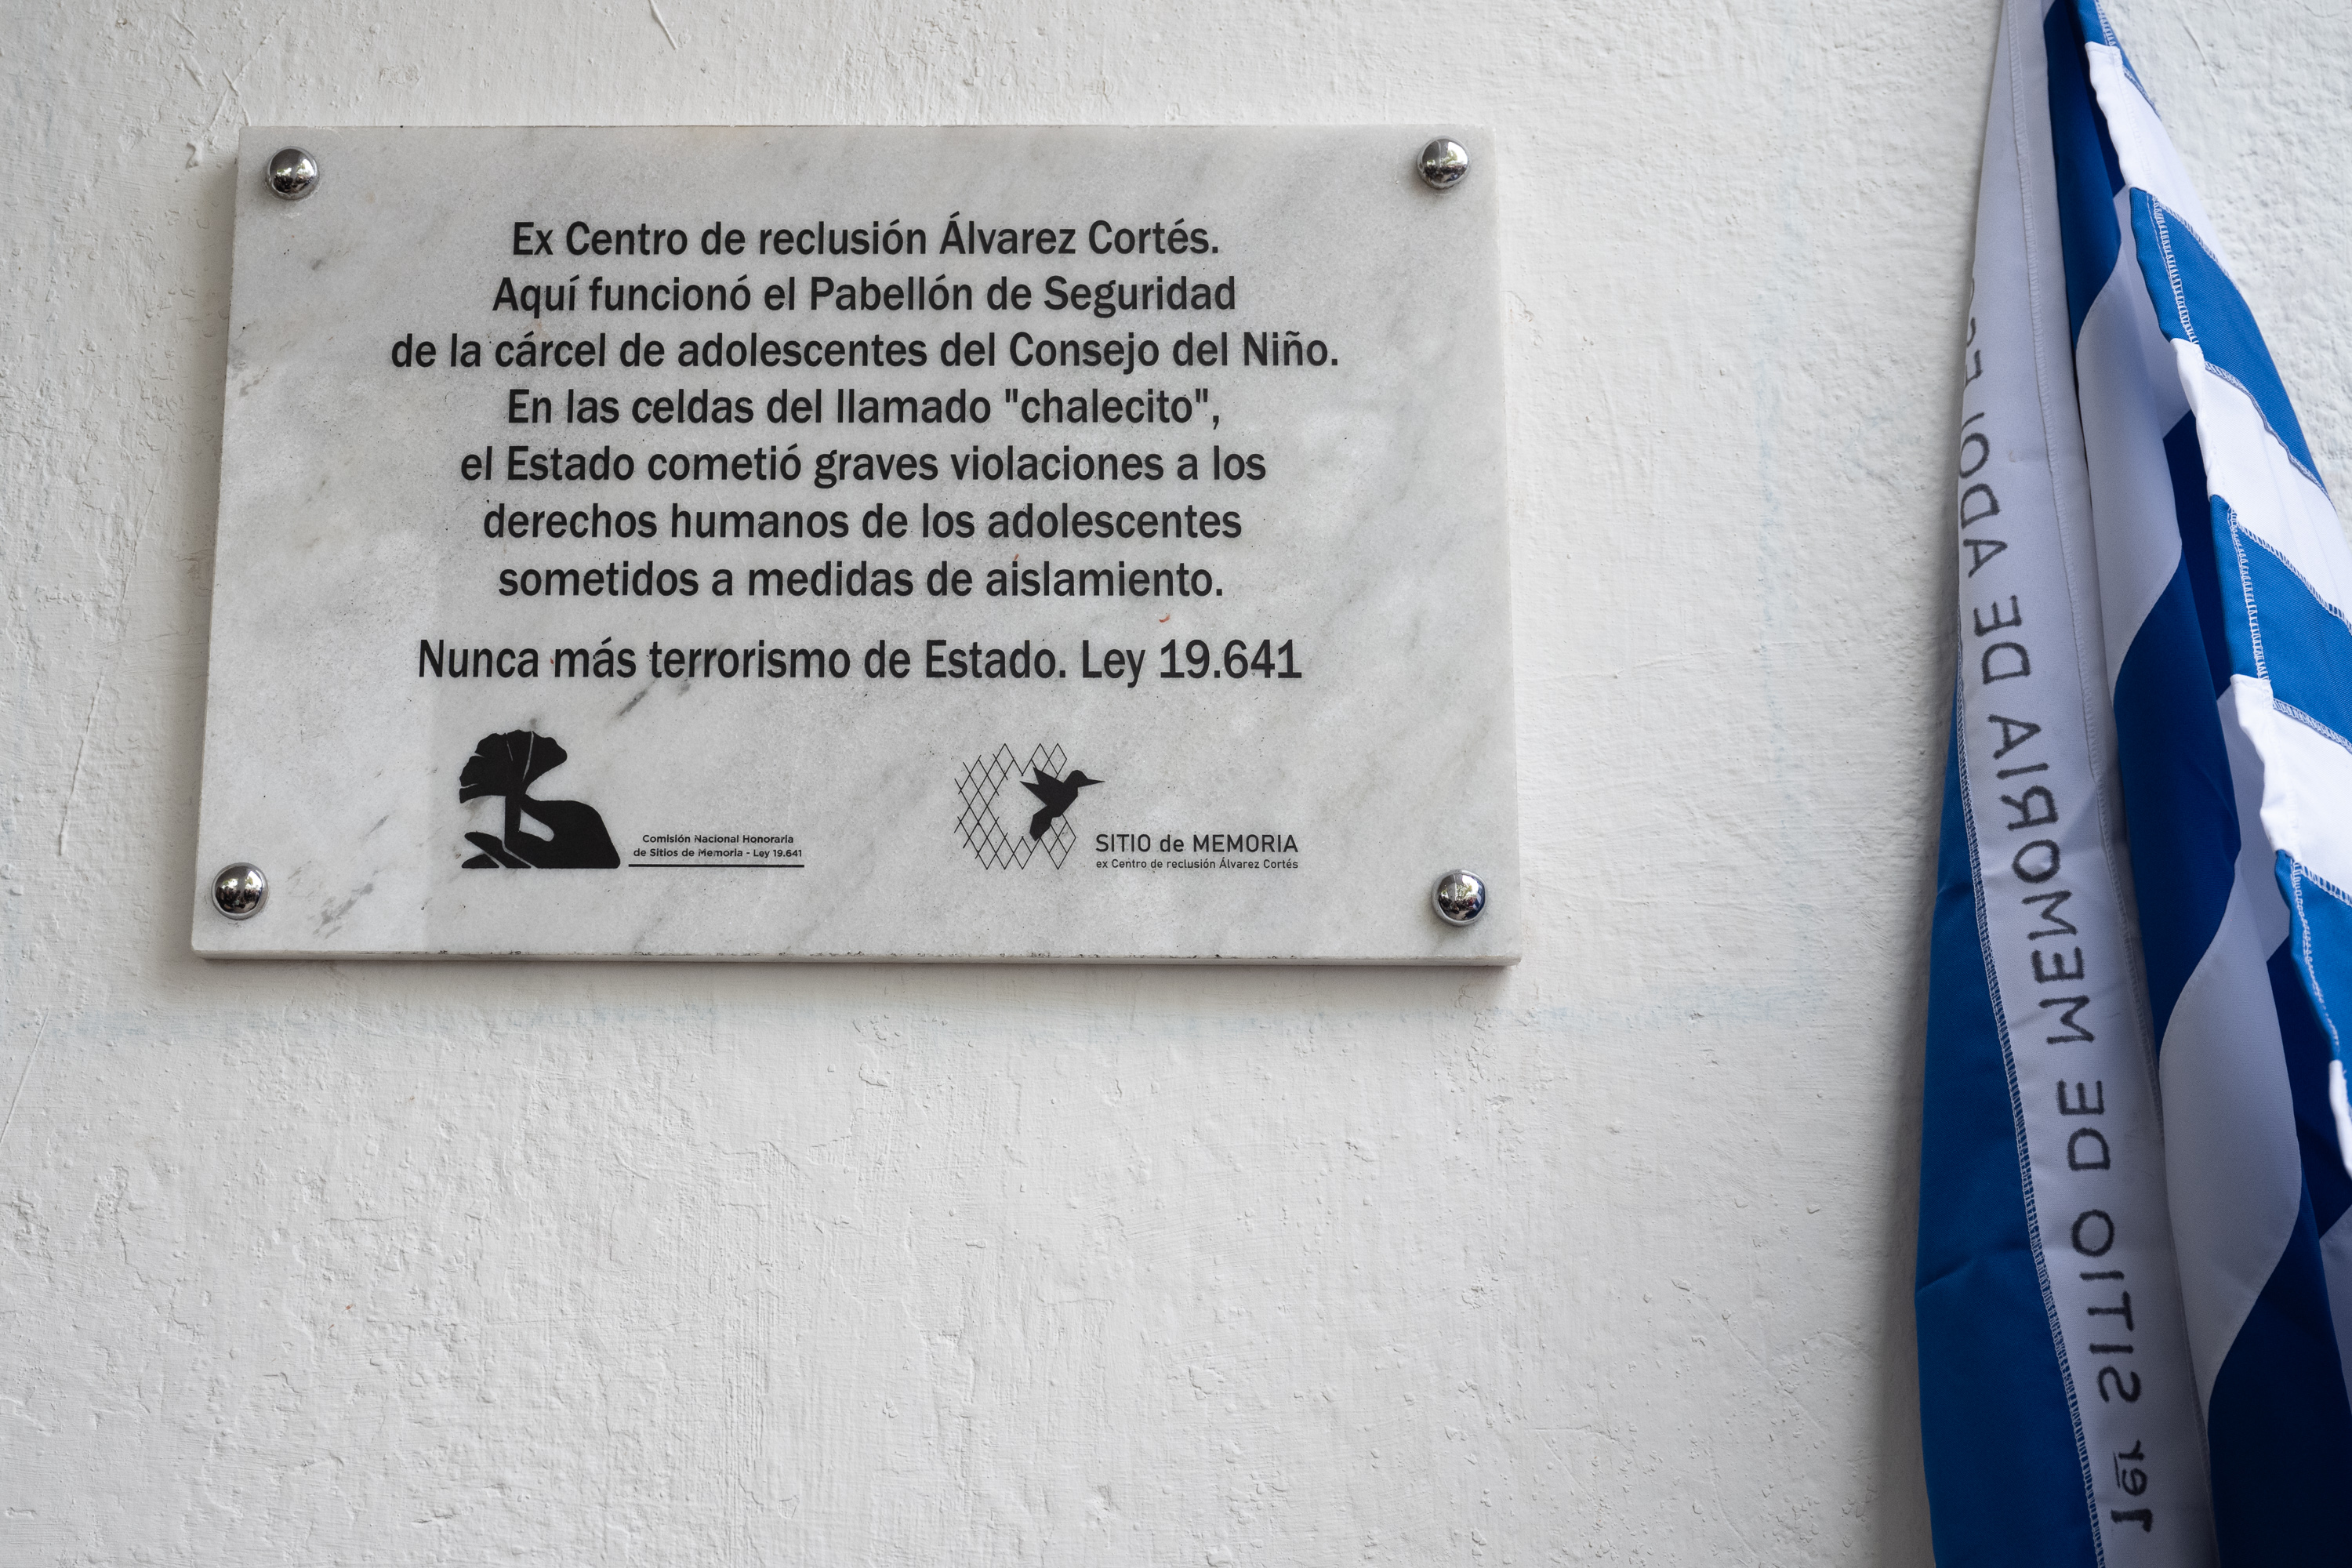 Ex Centro de reclusión Álvarez Cortés.
Aquí funcionó el Pabellón de Seguridad
de la cárcel de adolescentes del Consejo del Niño.
En las celdas del llamado "chalecito",
el Estado cometió graves violaciones a los
derechos humanos de los adolescentes
sometidos a medidas de aislamiento.
Nunca más terrorismo de Estado. Ley 19.641
Comisión Nacional Honoraria
de Sitios de Memoria - Ley 19.641
SITIO de MEMORIA
ex Centro de reclusión Álvarez Cortés
1er SITIO DE MEMORIA DE ADOL